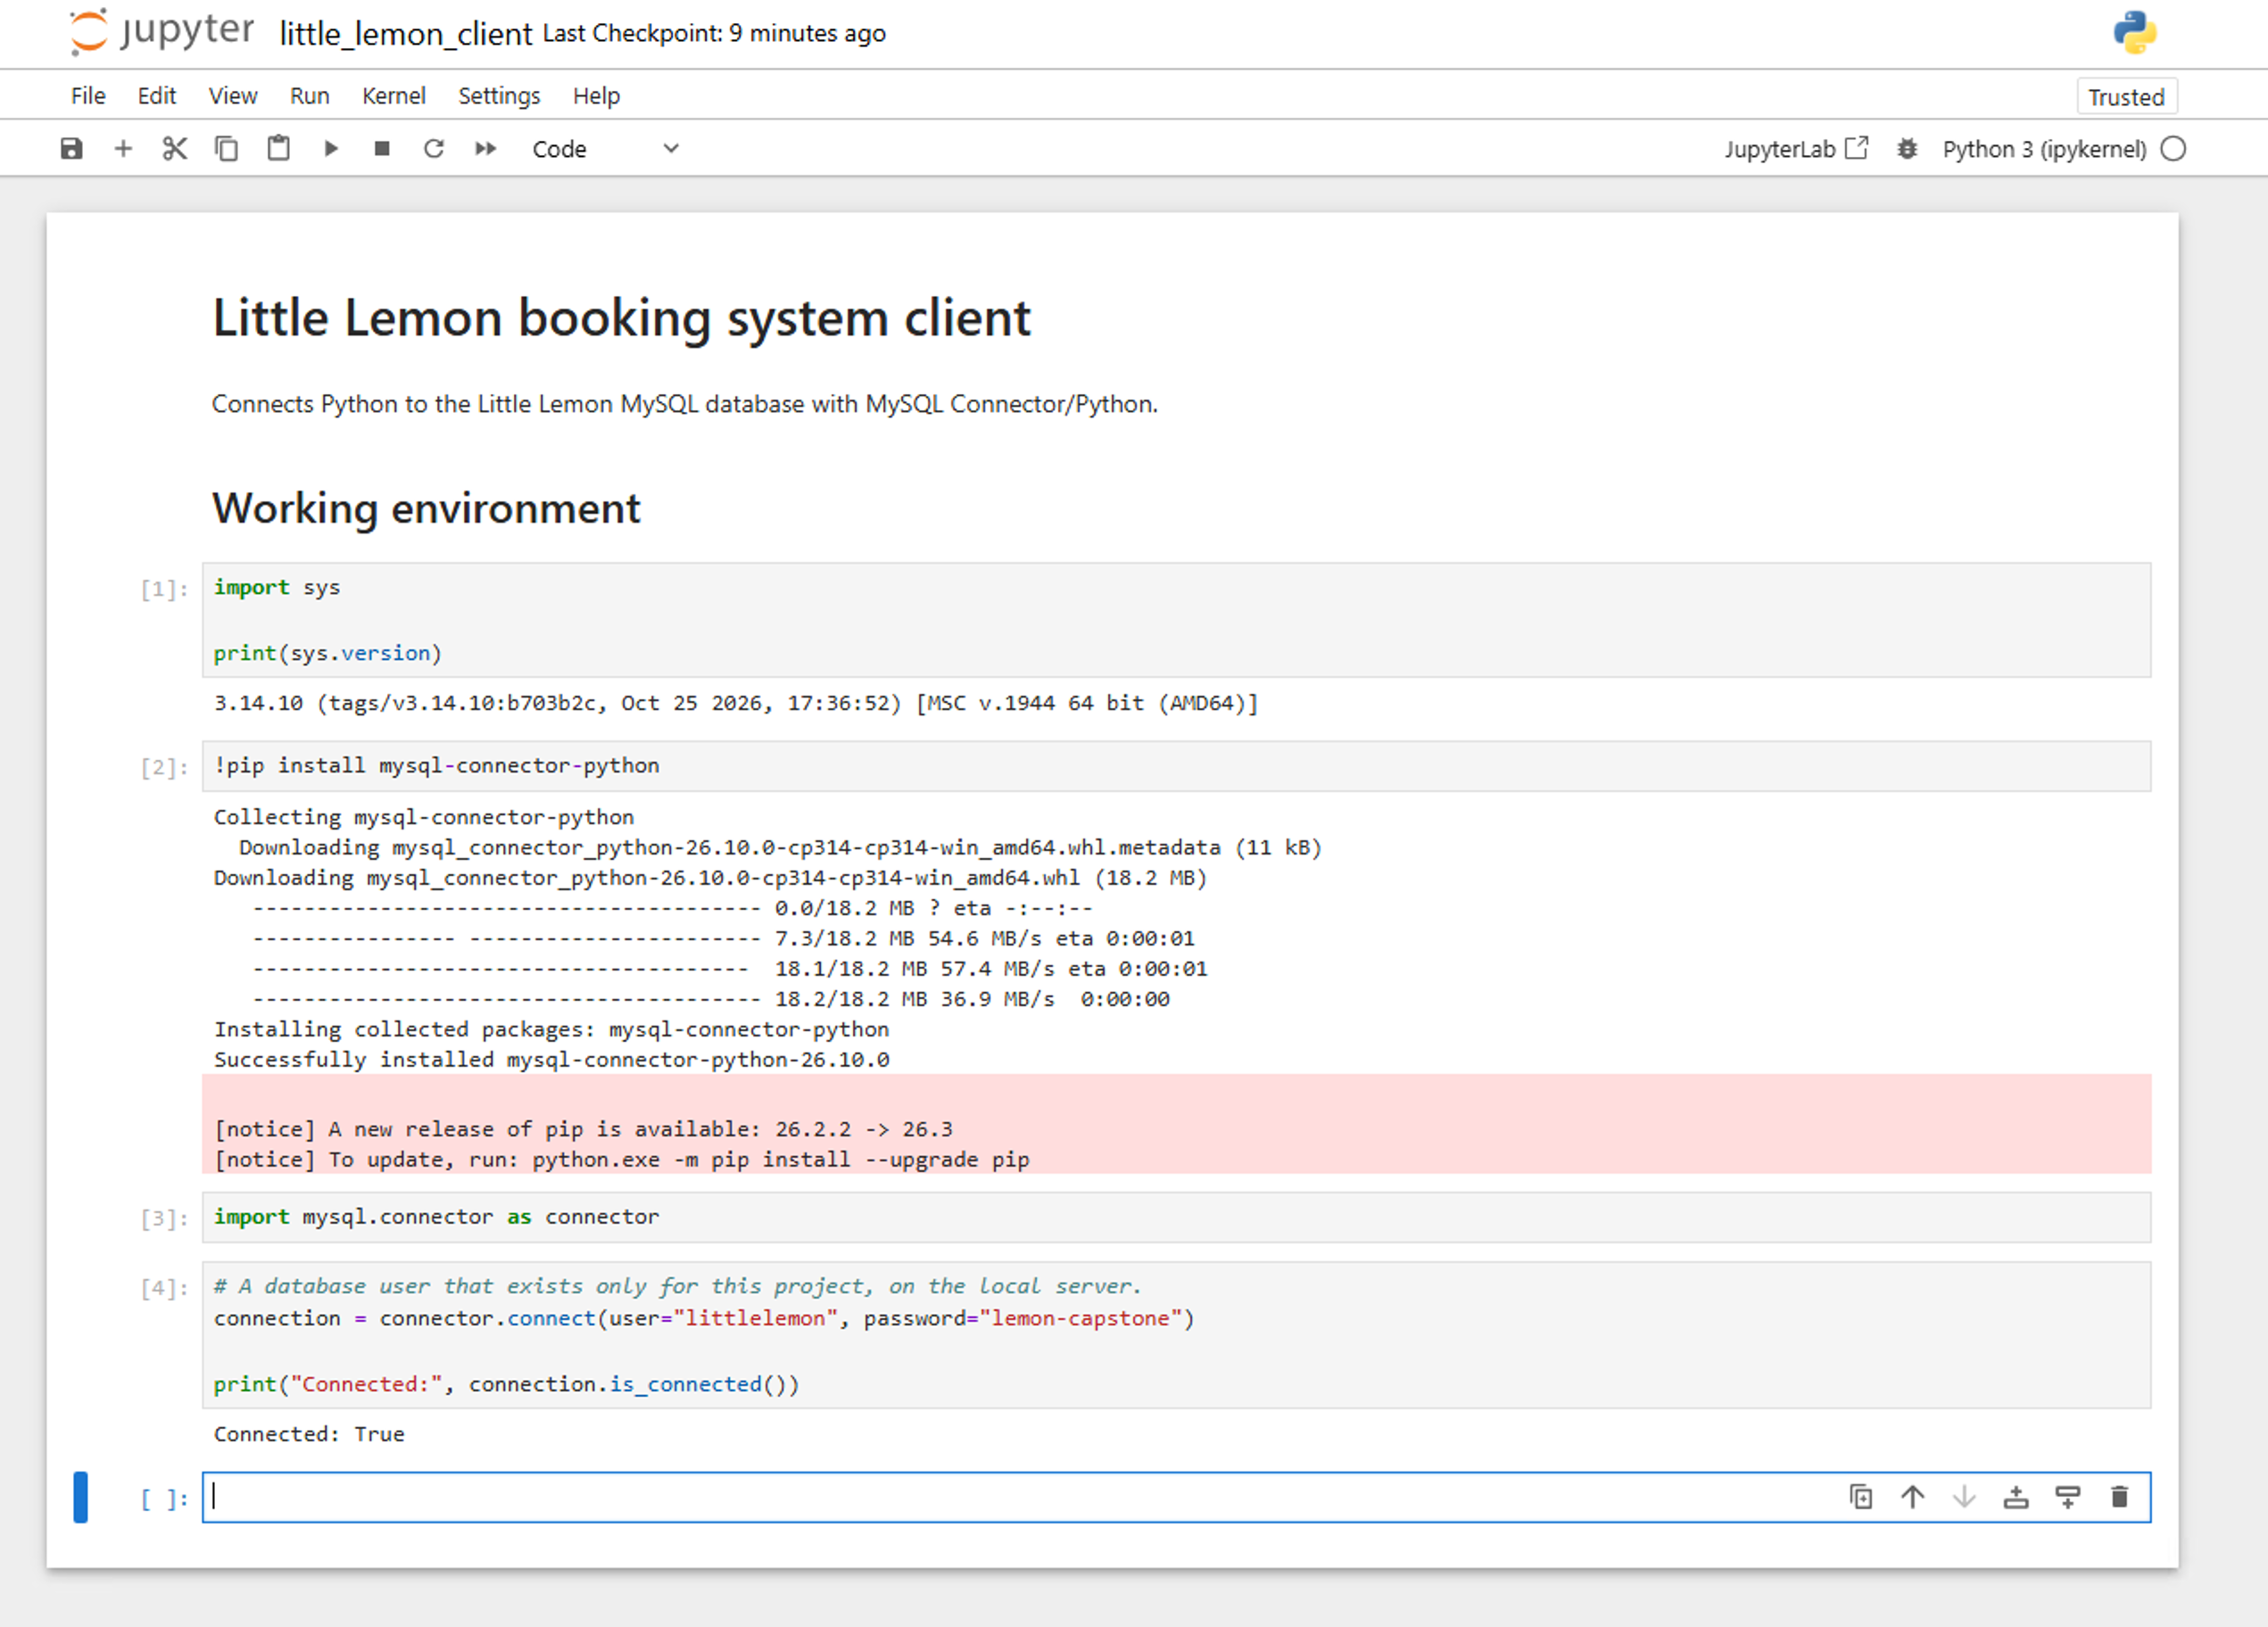 jupyter little_lemon_client Last Checkpoint: 9 minutes ago
File Edit View Run Kernel Settings Help Trusted
Code JupyterLab Python 3 (ipykernel)
Little Lemon booking system client
Connects Python to the Little Lemon MySQL database with MySQL Connector/Python.
Working environment
[1]: import sys
print(sys.version)
3.14.10 (tags/v3.14.10:b703b2c, Oct 25 2026, 17:36:52) [MSC v.1944 64 bit (AMD64)]
[2]: !pip install mysql-connector-python
Collecting mysql-connector-python
  Downloading mysql_connector_python-26.10.0-cp314-cp314-win_amd64.whl.metadata (11 kB)
Downloading mysql_connector_python-26.10.0-cp314-cp314-win_amd64.whl (18.2 MB)
   ---------------------------------------- 0.0/18.2 MB ? eta -:--:--
   ---------------- ----------------------- 7.3/18.2 MB 54.6 MB/s eta 0:00:01
   ---------------------------------------  18.1/18.2 MB 57.4 MB/s eta 0:00:01
   ---------------------------------------- 18.2/18.2 MB 36.9 MB/s  0:00:00
Installing collected packages: mysql-connector-python
Successfully installed mysql-connector-python-26.10.0
[notice] A new release of pip is available: 26.2.2 -> 26.3
[notice] To update, run: python.exe -m pip install --upgrade pip
[3]: import mysql.connector as connector
[4]: # A database user that exists only for this project, on the local server.
connection = connector.connect(user="littlelemon", password="lemon-capstone")
print("Connected:", connection.is_connected())
Connected: True
[ ]: